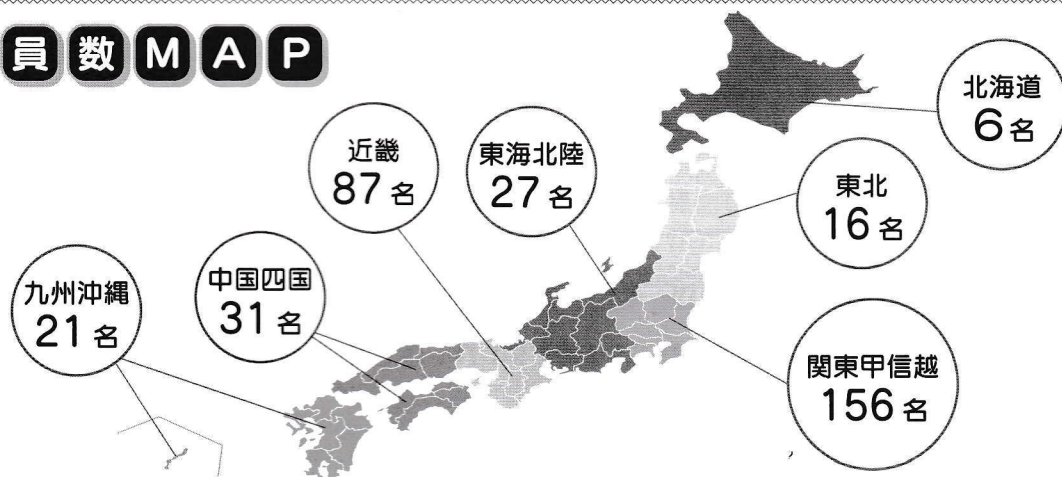 員数MAP
北海道
6名
東北
16名
東海北陸
27名
近畿
87名
中国四国
31名
九州沖縄
21名
関東甲信越
156名